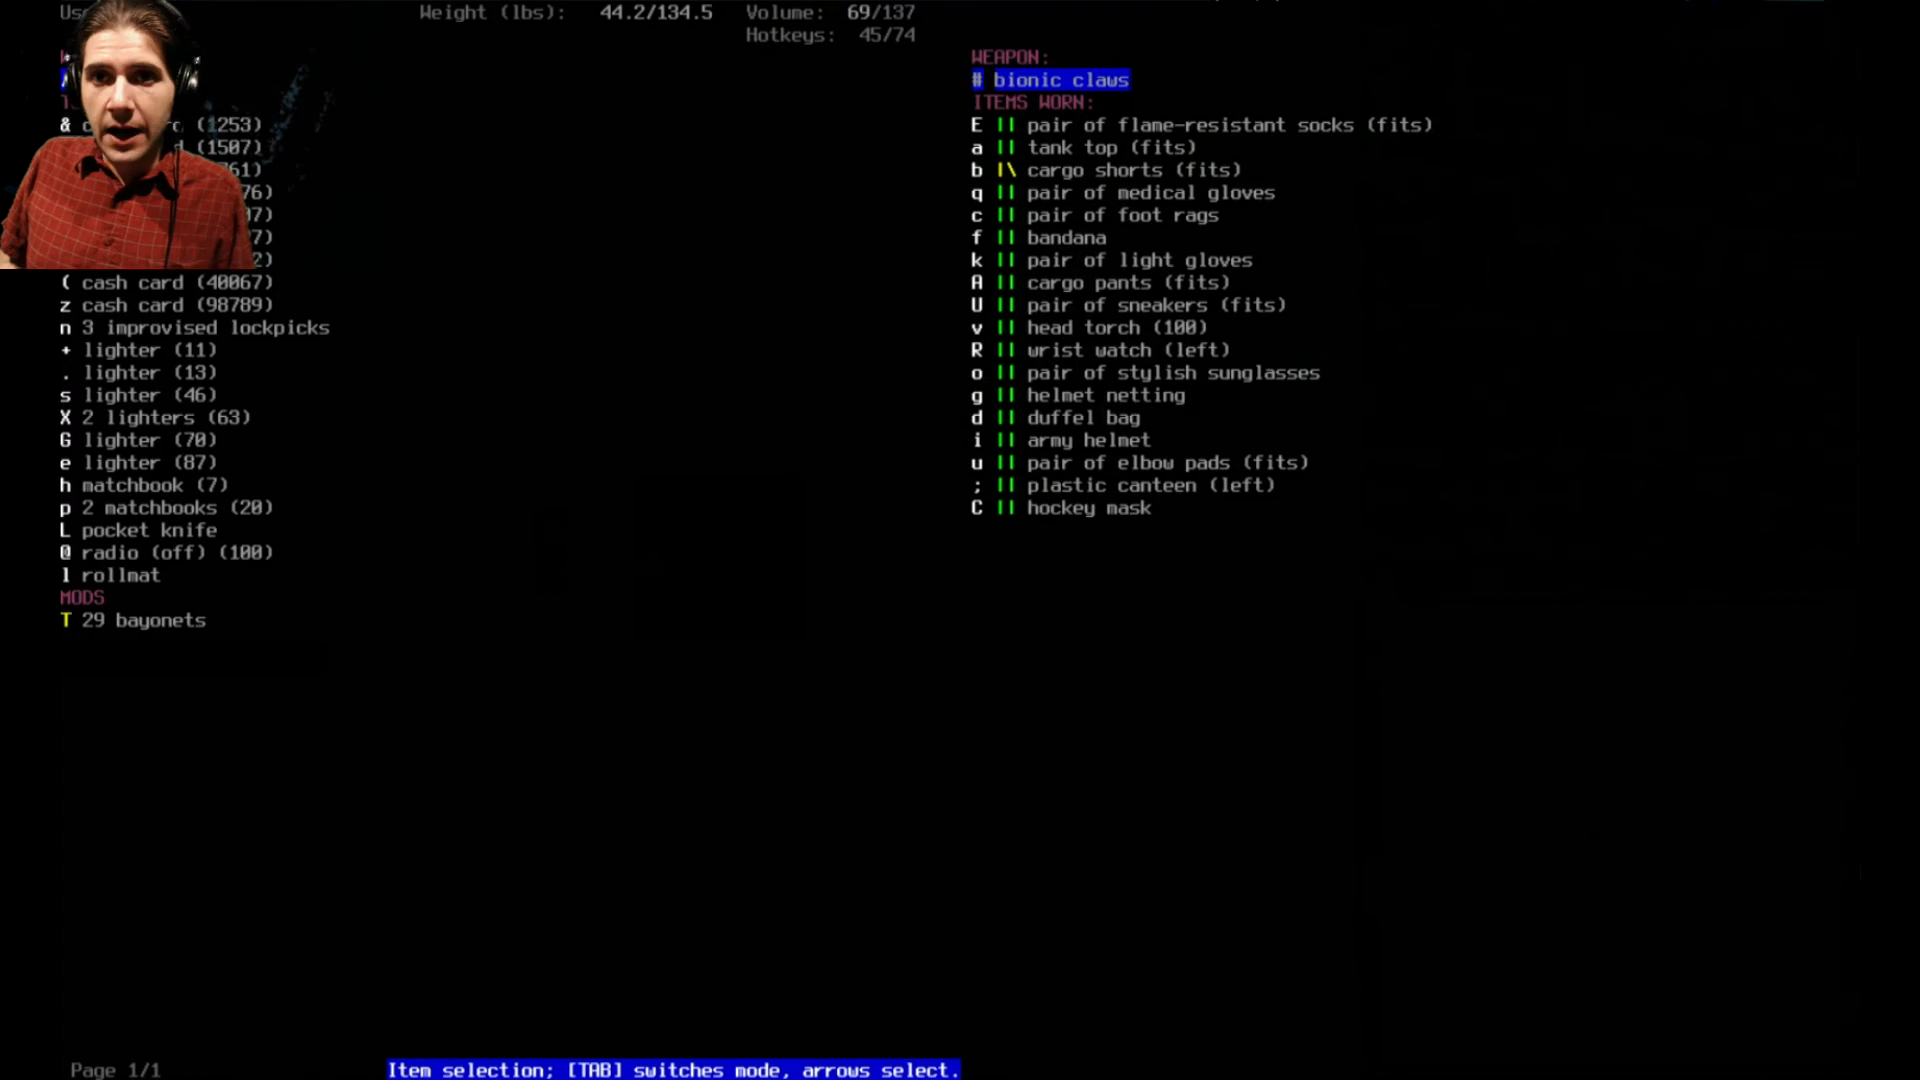 Weight (lbs): 44.2/134.5 Volume: 69/137
Hotkeys: 45/74
& (1253)
(1507)
( cash card (40067)
z cash card (98789)
n 3 improvised lockpicks
+ lighter (11)
. lighter (13)
s lighter (46)
X 2 lighters (63)
G lighter (70)
e lighter (87)
h matchbook (7)
p 2 matchbooks (20)
L pocket knife
@ radio (off) (100)
l rollmat
MODS
T 29 bayonets
WEAPON:
# bionic claws
ITEMS WORN:
E || pair of flame-resistant socks (fits)
a || tank top (fits)
b |\ cargo shorts (fits)
q || pair of medical gloves
c || pair of foot rags
f || bandana
k || pair of light gloves
A || cargo pants (fits)
U || pair of sneakers (fits)
v || head torch (100)
R || wrist watch (left)
o || pair of stylish sunglasses
g || helmet netting
d || duffel bag
i || army helmet
u || pair of elbow pads (fits)
; || plastic canteen (left)
C || hockey mask
Page 1/1
Item selection; [TAB] switches mode, arrows select.